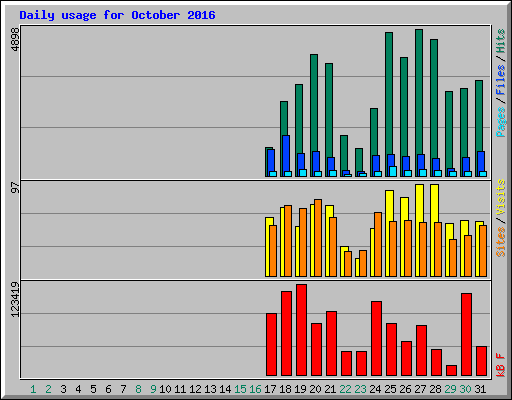 Daily usage for October 2016
4898
Pages / Files / Hits
97
Sites / Visits
123419
kB F
1 2 3 4 5 6 7 8 9 10 11 12 13 14 15 16 17 18 19 20 21 22 23 24 25 26 27 28 29 30 31